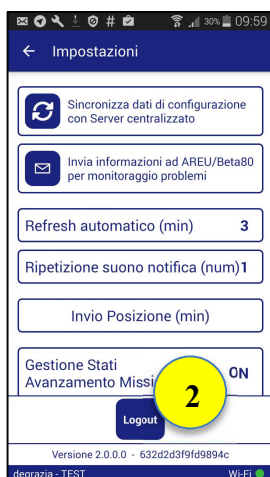 30% 09:59
Impostazioni
Sincronizza dati di configurazione
con Server centralizzato
Invia informazioni ad AREU/Beta80
per monitoraggio problemi
Refresh automatico (min) 3
Ripetizione suono notifica (num)1
Invio Posizione (min)
Gestione Stati
Avanzamento Missi ON
2
Logout
Versione 2.0.0.0 - 632d2d3f9fd9894c
degrazia - TEST Wi-Fi